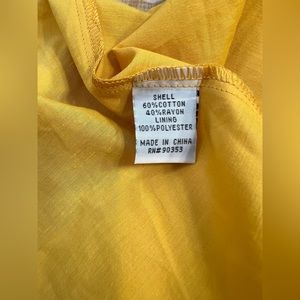 SHELL
60%COTTON
40%RAYON
LINING
100%POLYESTER
MADE IN CHINA
RN# 90353